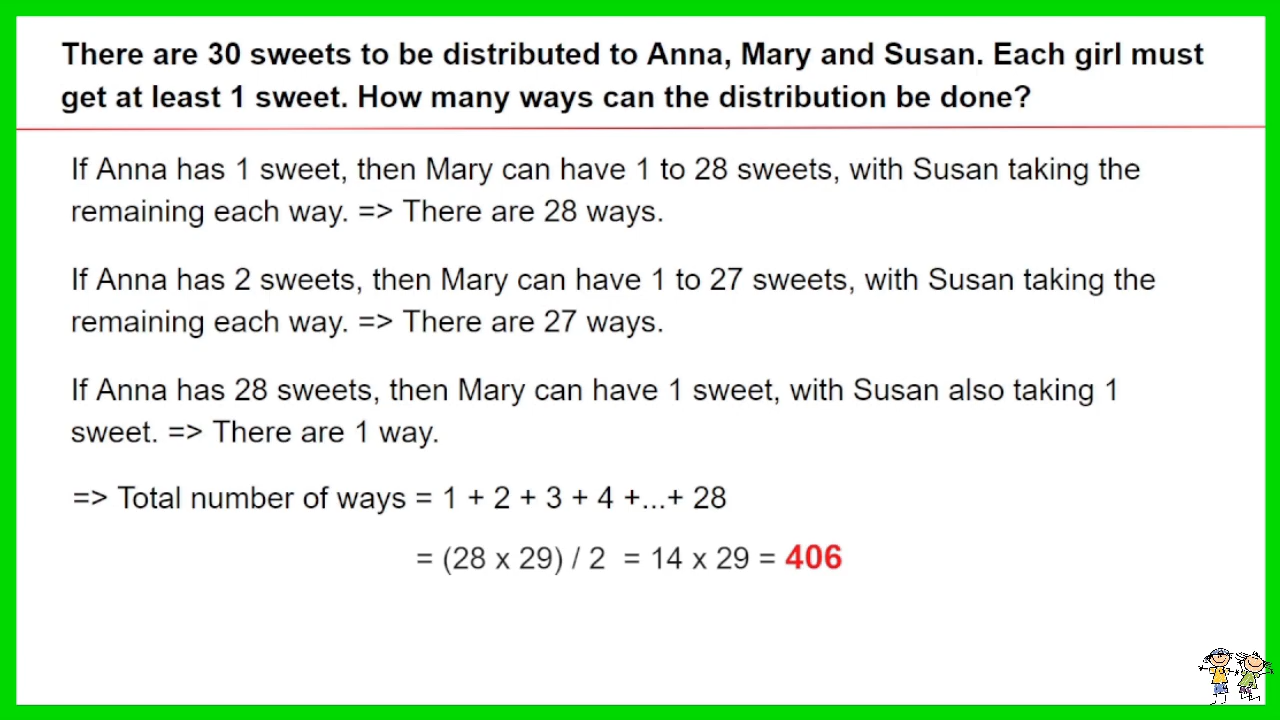 There are 30 sweets to be distributed to Anna, Mary and Susan. Each girl must
get at least 1 sweet. How many ways can the distribution be done?
If Anna has 1 sweet, then Mary can have 1 to 28 sweets, with Susan taking the
remaining each way. => There are 28 ways.
If Anna has 2 sweets, then Mary can have 1 to 27 sweets, with Susan taking the
remaining each way. => There are 27 ways.
If Anna has 28 sweets, then Mary can have 1 sweet, with Susan also taking 1
sweet. => There are 1 way.
=> Total number of ways = 1 + 2 + 3 + 4 +...+ 28
= (28 x 29) / 2 = 14 x 29 = 406